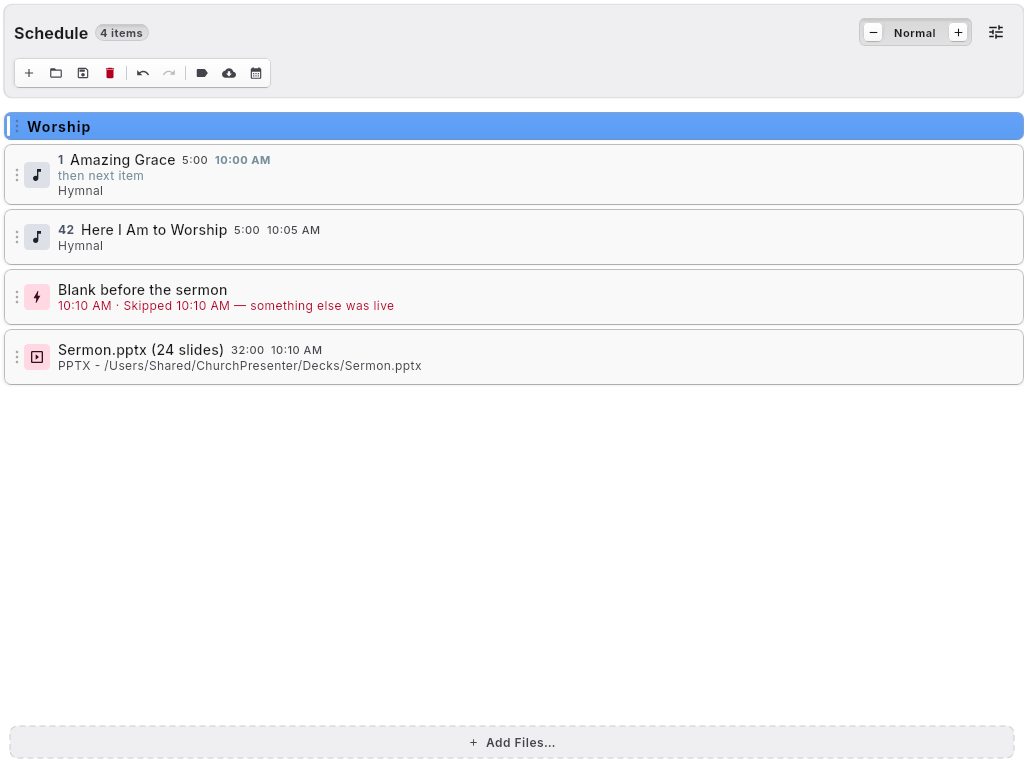 Schedule 4 items
− Normal +
Worship
1 Amazing Grace 5:00 10:00 AM
then next item
Hymnal
42 Here I Am to Worship 5:00 10:05 AM
Hymnal
Blank before the sermon
10:10 AM · Skipped 10:10 AM — something else was live
Sermon.pptx (24 slides) 32:00 10:10 AM
PPTX - /Users/Shared/ChurchPresenter/Decks/Sermon.pptx
+ Add Files...